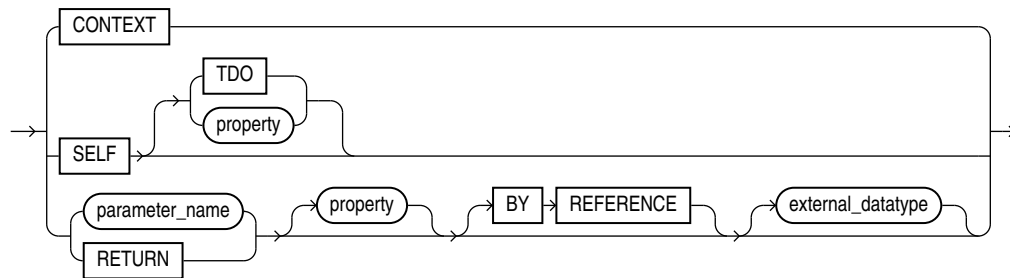 CONTEXT
TDO
property
SELF
parameter_name
property
BY
REFERENCE
external_datatype
RETURN